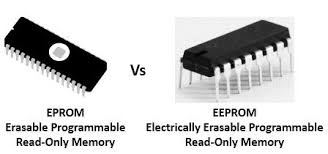 Vs
EPROM
Erasable Programmable
Read-Only Memory
EEPROM
Electrically Erasable Programmable
Read-Only Memory